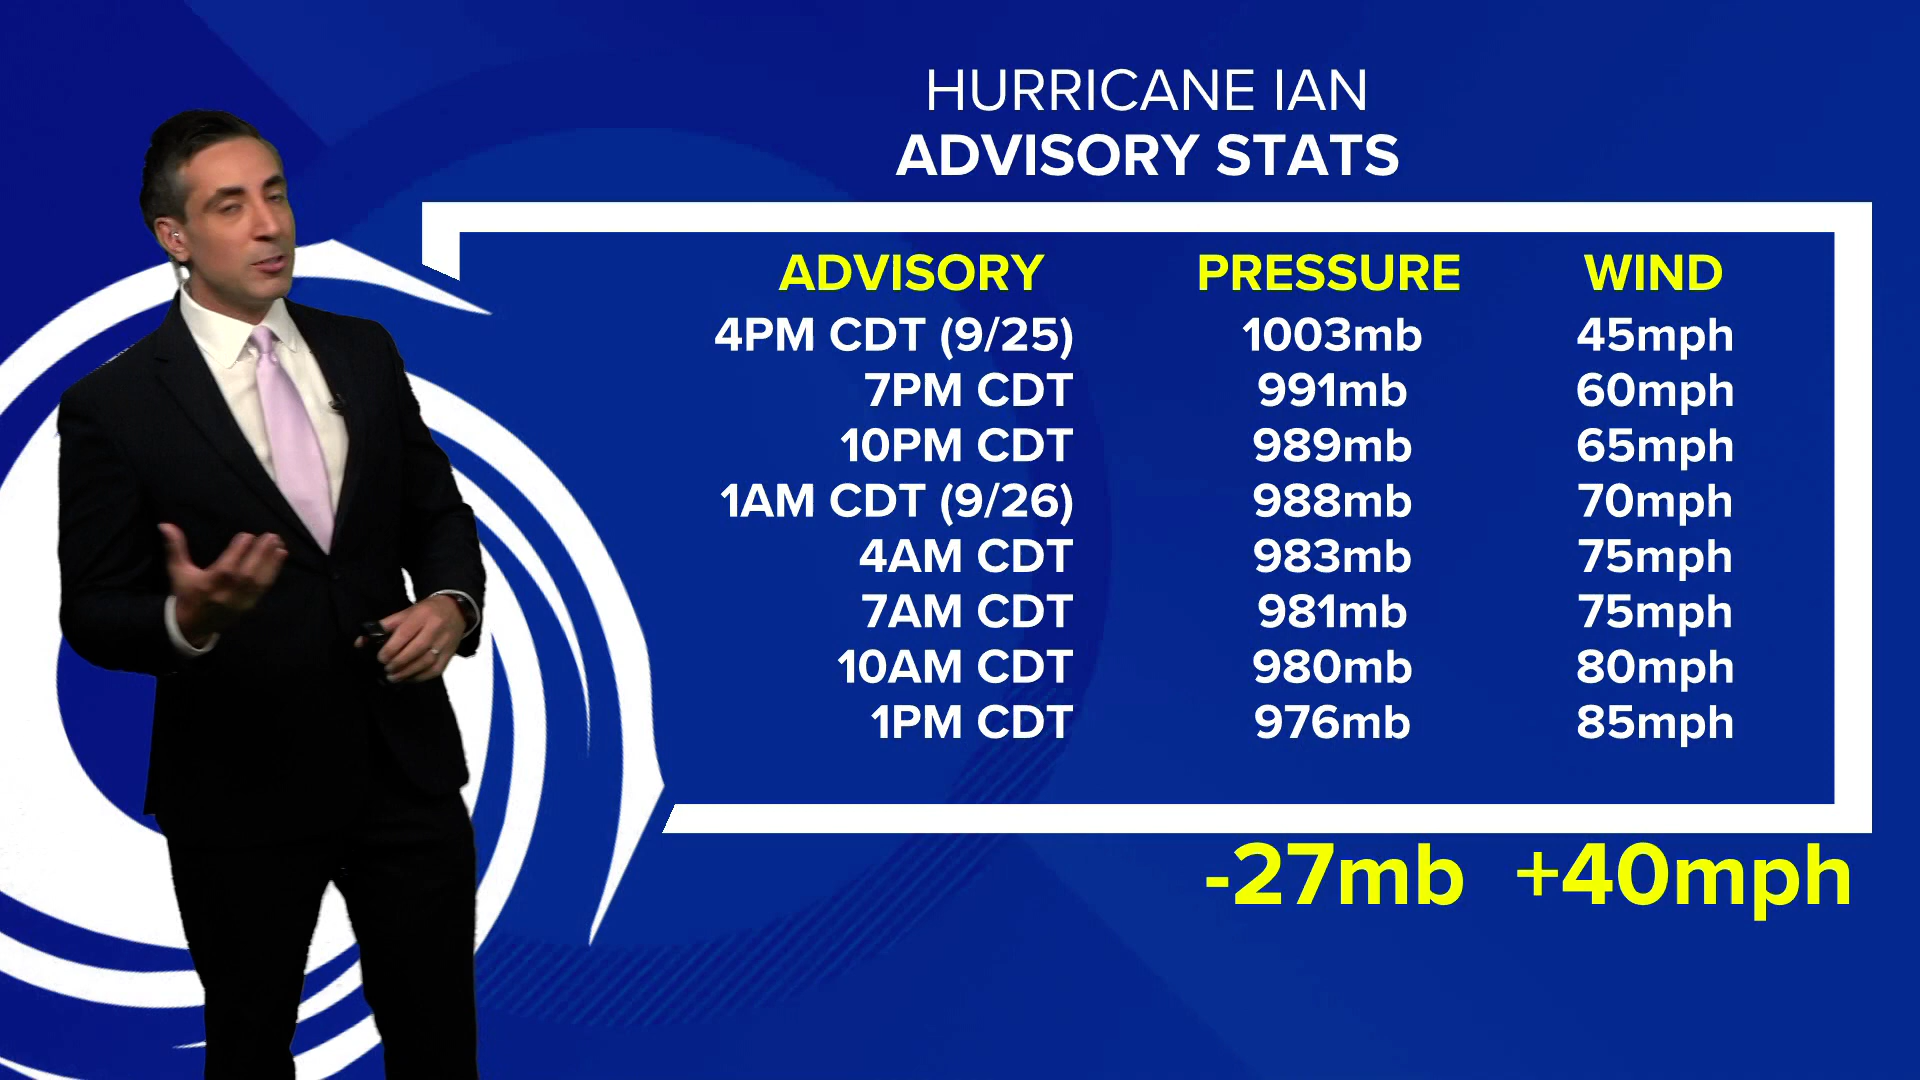 HURRICANE IAN
ADVISORY STATS
ADVISORY PRESSURE WIND
4PM CDT (9/25) 1003mb 45mph
7PM CDT 991mb 60mph
10PM CDT 989mb 65mph
1AM CDT (9/26) 988mb 70mph
4AM CDT 983mb 75mph
7AM CDT 981mb 75mph
10AM CDT 980mb 80mph
1PM CDT 976mb 85mph
-27mb +40mph